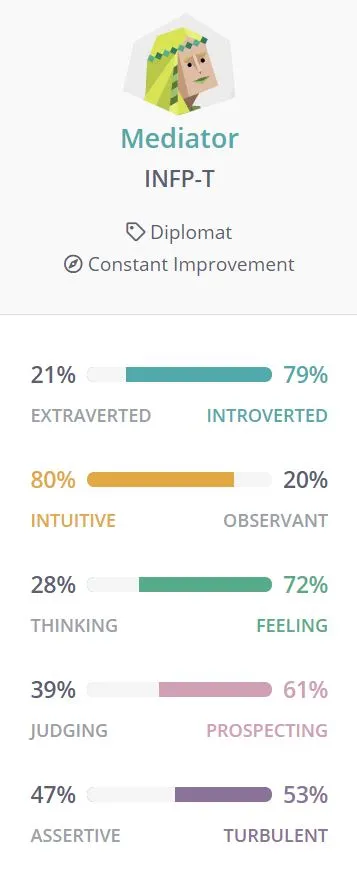 Mediator
INFP-T
Diplomat
Constant Improvement
21% 79%
EXTRAVERTED INTROVERTED
80% 20%
INTUITIVE OBSERVANT
28% 72%
THINKING FEELING
39% 61%
JUDGING PROSPECTING
47% 53%
ASSERTIVE TURBULENT